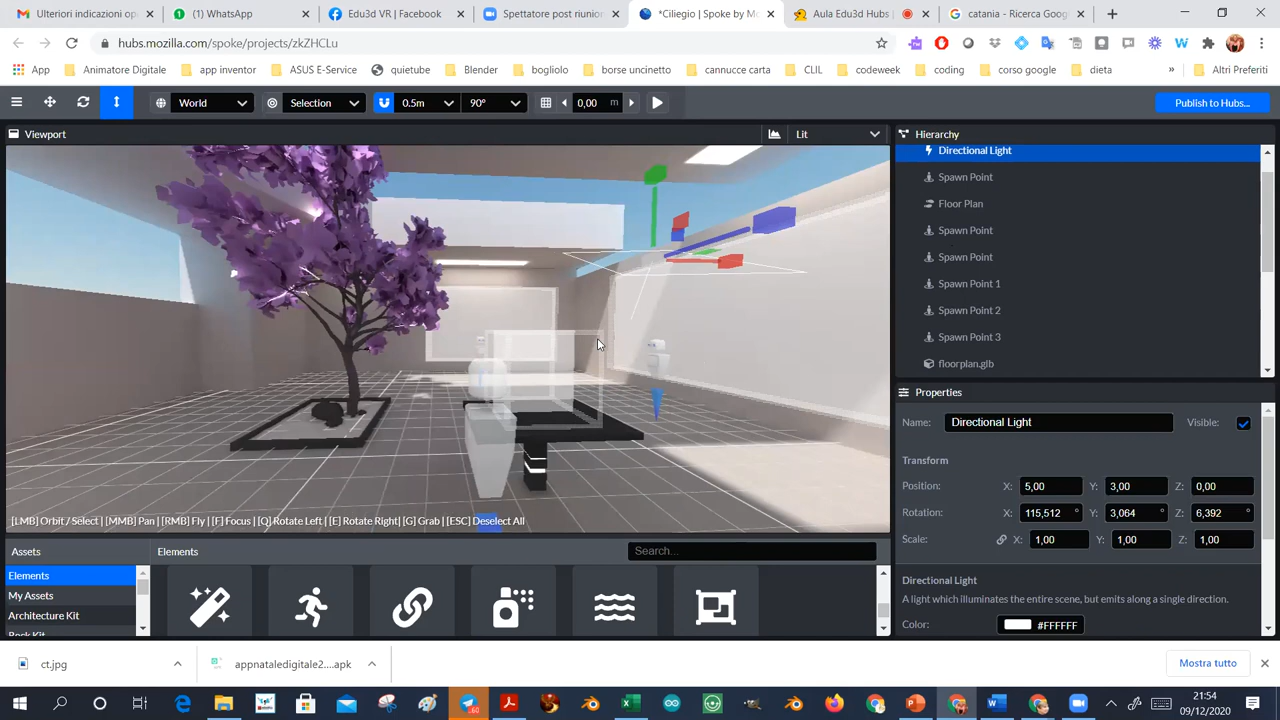 Ulteriori indicazioni op
(1) WhatsApp
Edu3d VR | Facebook
Spettatore post riunior
*Ciliegio | Spoke by Mo
Aula Edu3d Hubs |
catania - Ricerca Goog
hubs.mozilla.com/spoke/projects/zkZHCLu
App
Animatore Digitale
app inventor
ASUS E-Service
quietube
Blender
bogliolo
borse uncinetto
cannucce carta
CLIL
codeweek
coding
corso google
dieta
»
Altri Preferiti
World
Selection
0.5m
90°
0,00 m
Publish to Hubs...
Viewport
Lit
Hierarchy
Directional Light
Spawn Point
Floor Plan
Spawn Point
Spawn Point
Spawn Point 1
Spawn Point 2
Spawn Point 3
floorplan.glb
[LMB] Orbit / Select | [MMB] Pan | [RMB] Fly | [F] Focus | [Q] Rotate Left | [E] Rotate Right| [G] Grab | [ESC] Deselect All
Properties
Name: Directional Light Visible:
Transform
Position: X: 5,00 Y: 3,00 Z: 0,00
Rotation: X: 115,512 ° Y: 3,064 ° Z: 6,392 °
Scale: X: 1,00 Y: 1,00 Z: 1,00
Directional Light
A light which illuminates the entire scene, but emits along a single direction.
Color: #FFFFFF
Assets
Elements
Search...
Elements
My Assets
Architecture Kit
Rock Kit
ct.jpg
appnataledigitale2....apk
Mostra tutto
21:54
09/12/2020